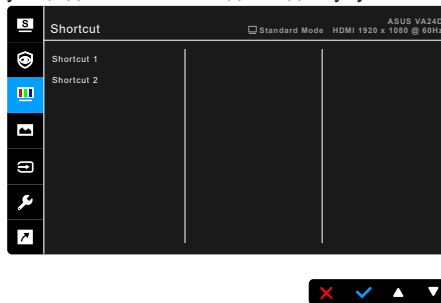 S
Shortcut
ASUS VA24D
Standard Mode HDMI 1920 x 1080 @ 60Hz
Shortcut 1
Shortcut 2